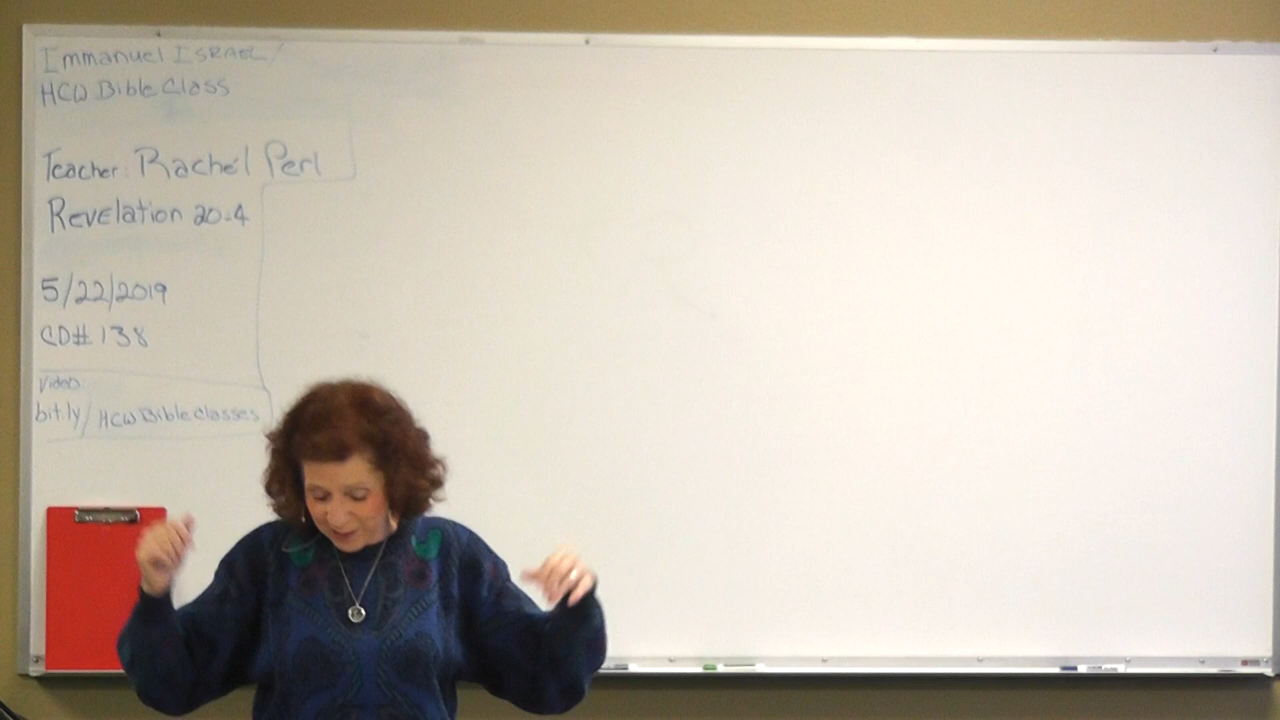 Immanuel ISRAEL/
HCW Bible Class
Teacher: Rachel Perl
Revelation 20-4
5/22/2019
CD# 138
Video:
bit.ly/HCWBibleclasses